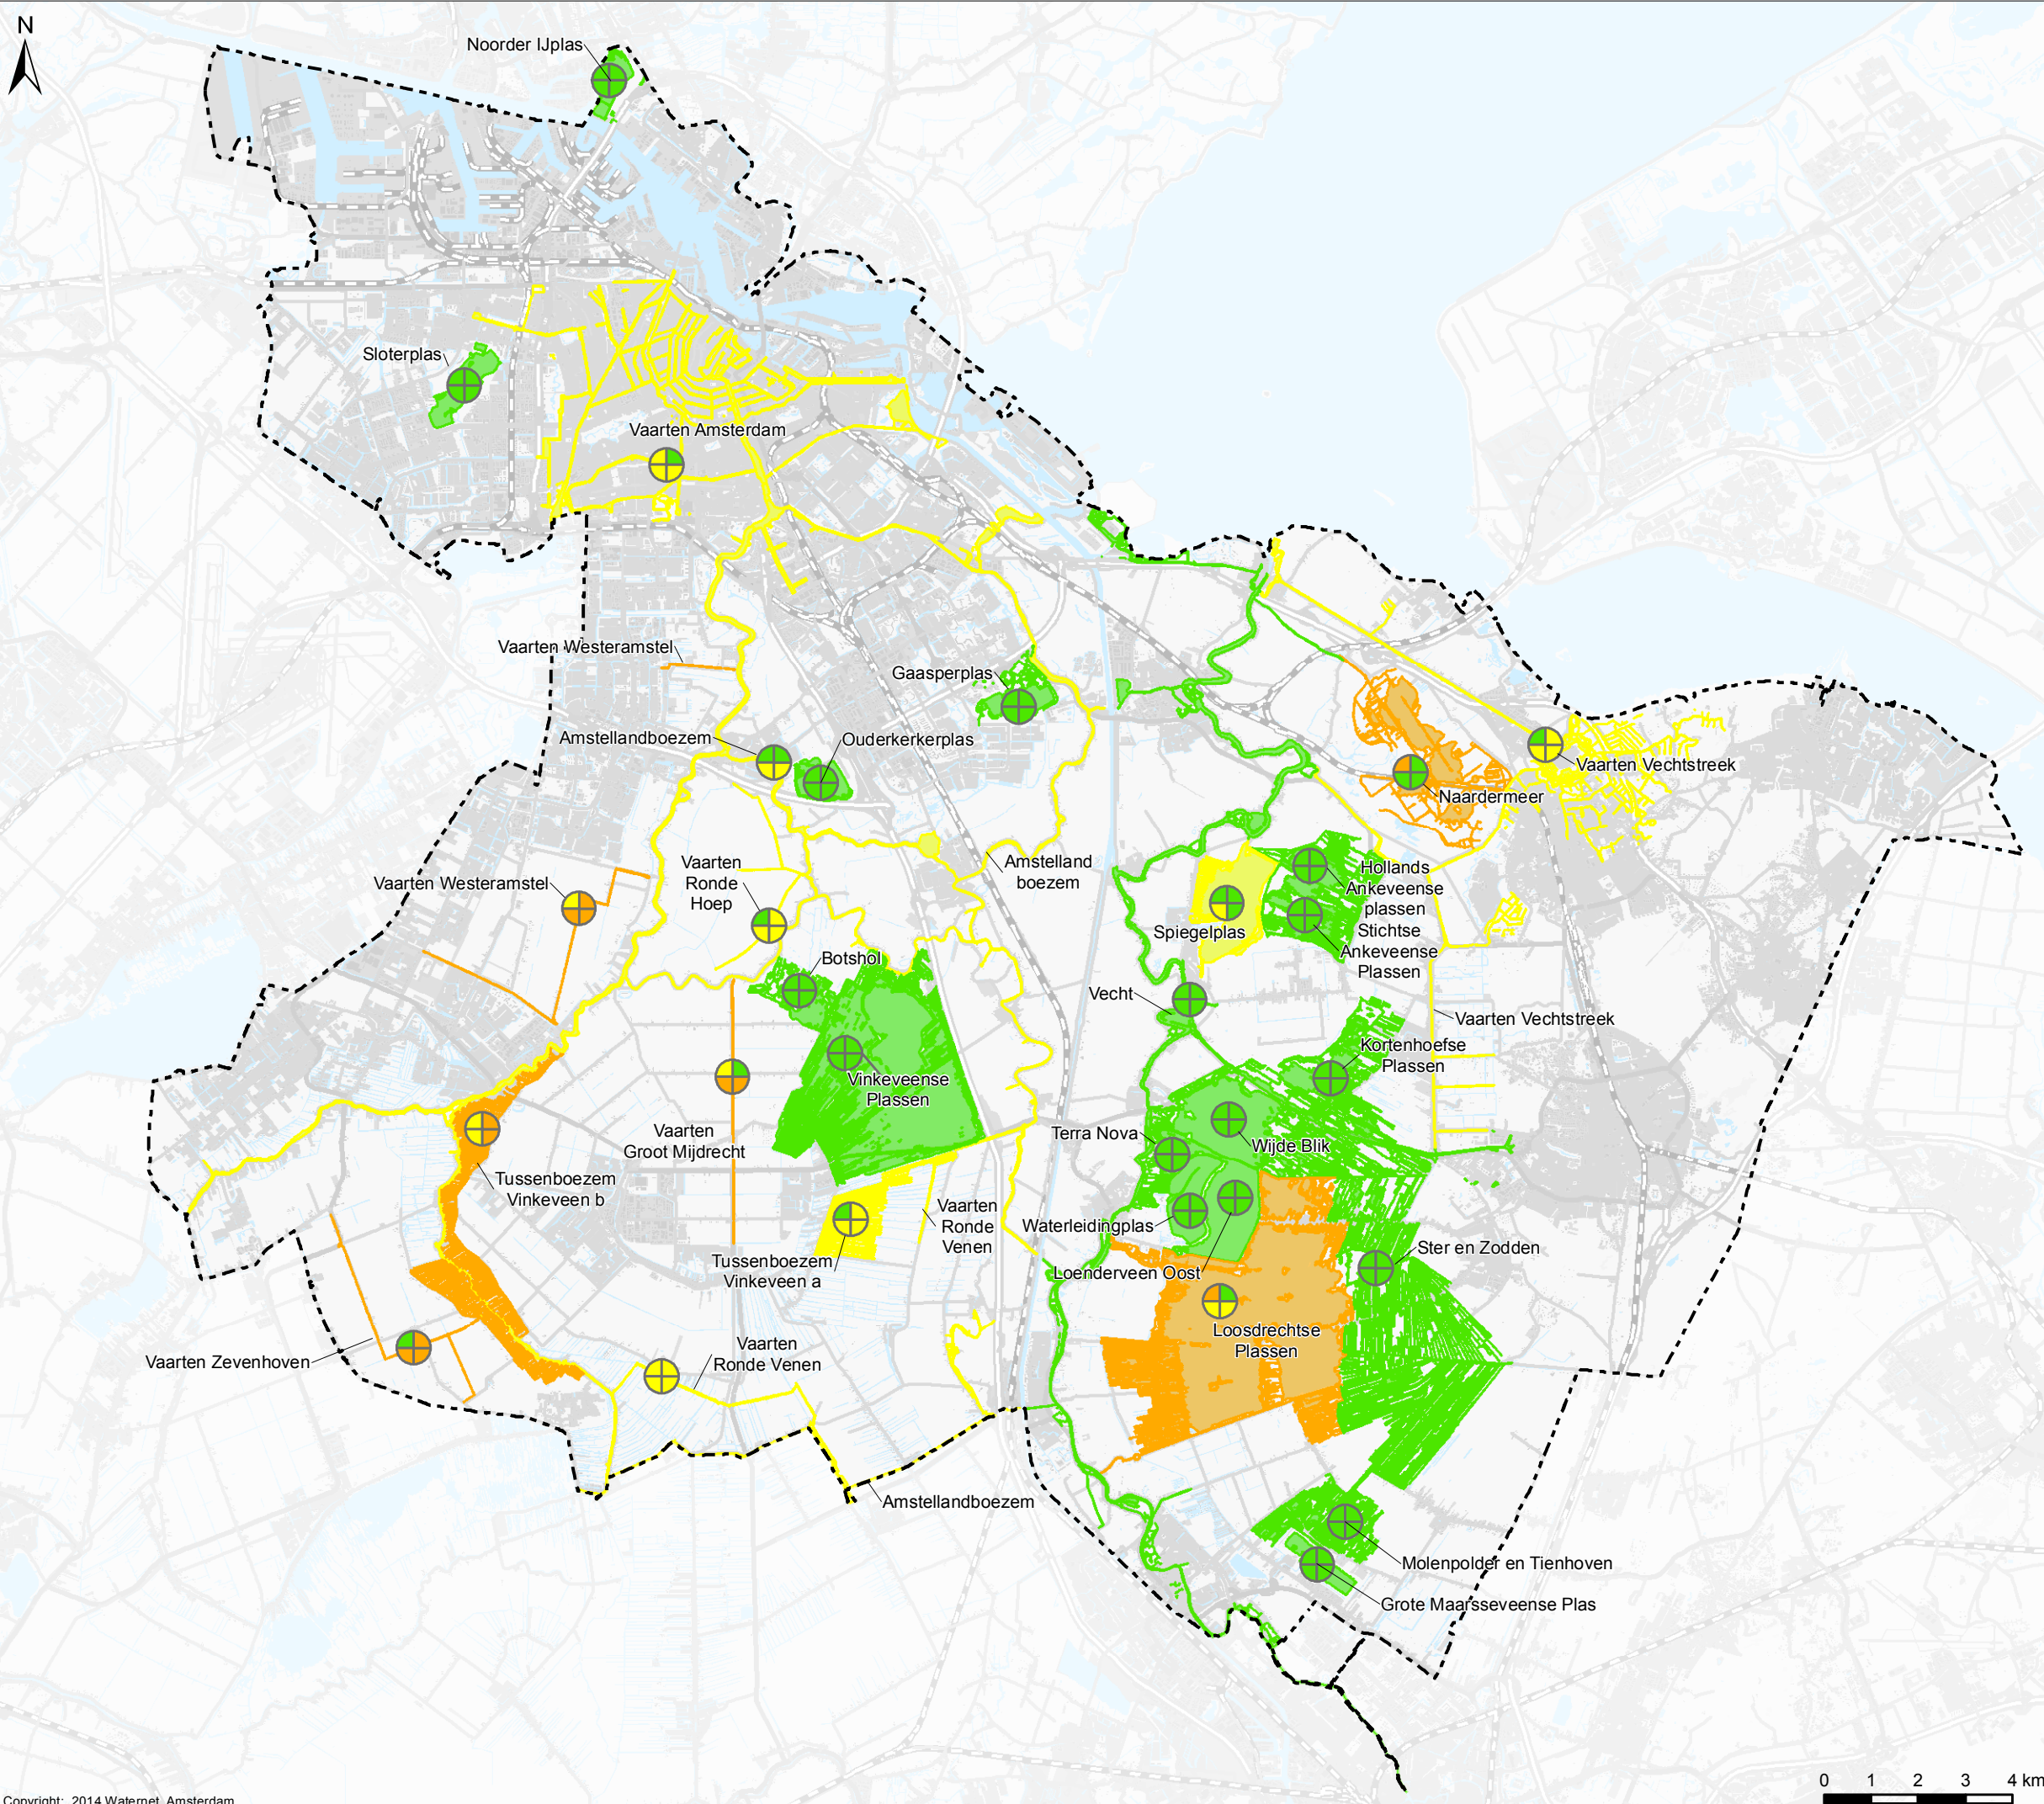 N
Noorder IJplas
Sloterplas
Vaarten Amsterdam
Vaarten Westeramstel
Gaasperplas
Amstellandboezem
Ouderkerkerplas
Vaarten Vechtstreek
Naardermeer
Vaarten
Ronde
Hoep
Amstelland
boezem
Hollands
Ankeveense
plassen
Vaarten Westeramstel
Spiegelplas
Stichtse
Ankeveense
Plassen
Botshol
Vecht
Vaarten Vechtstreek
Kortenhoefse
Plassen
Vinkeveense
Plassen
Vaarten
Groot Mijdrecht
Terra Nova
Wijde Blik
Tussenboezem
Vinkeveen b
Vaarten
Ronde
Venen
Waterleidingplas
Ster en Zodden
Tussenboezem
Vinkeveen a
Loenderveen Oost
Loosdrechtse
Plassen
Vaarten
Ronde Venen
Vaarten Zevenhoven
Amstellandboezem
Molenpolder en Tienhoven
Grote Maarsseveense Plas
0 1 2 3 4 km
Copyright: 2014 Waternet, Amsterdam